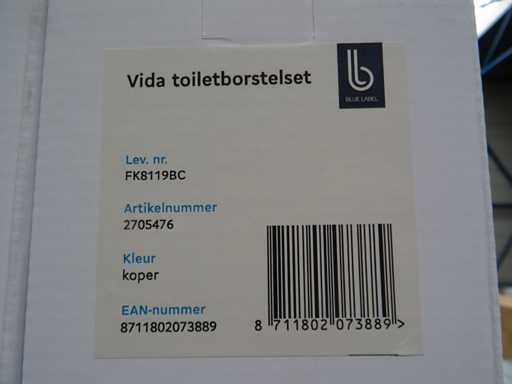 Vida toiletborstelset
BLUE LABEL
Lev. nr.
FK8119BC
Artikelnummer
2705476
Kleur
koper
EAN-nummer
8711802073889
8 711802 073889 >